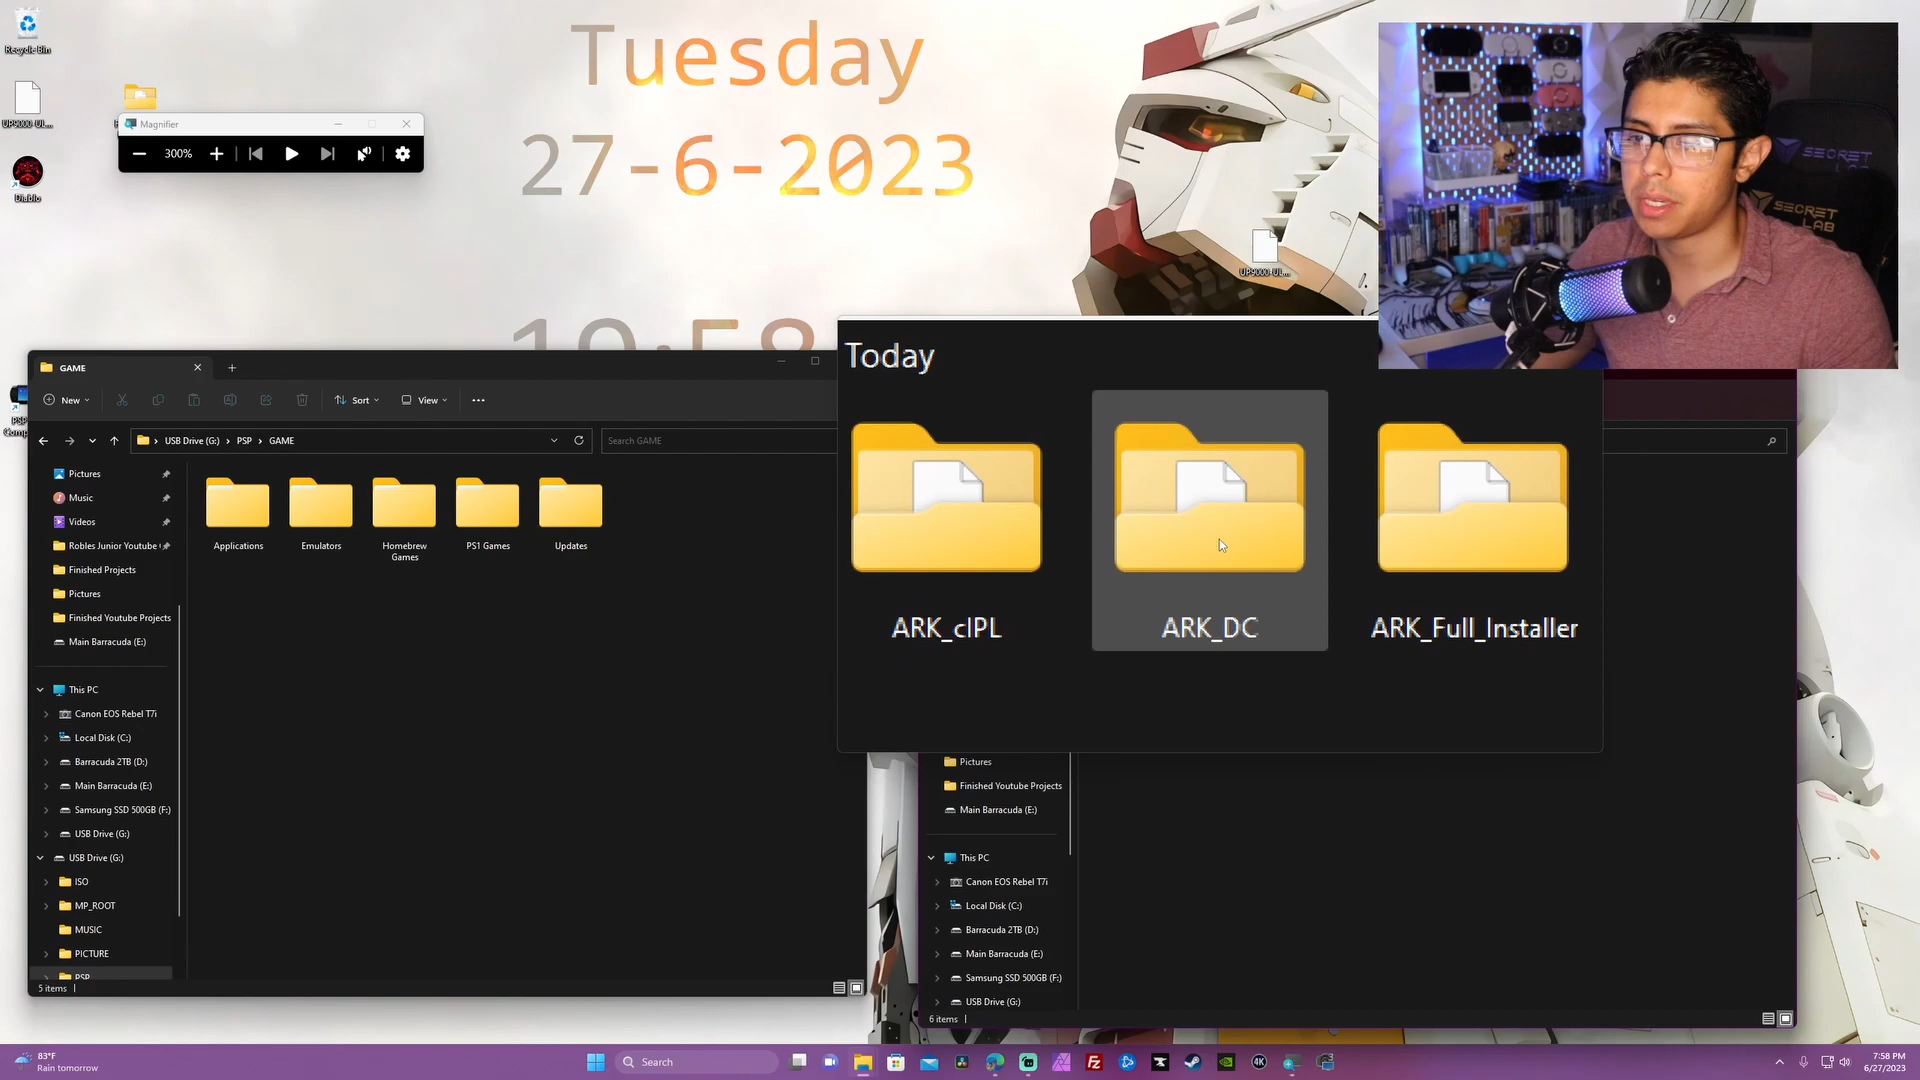 Tuesday
27-6-2023
Recycle Bin
UP9000-UL...
Diablo
Magnifier
300%
UP9000-UL...
SECRET
SECRET
LAB
GAME
New
Sort
View
USB Drive (G:) PSP GAME
Search GAME
Pictures
Music
Videos
Robles Junior Youtube
Finished Projects
Pictures
Finished Youtube Projects
Main Barracuda (E:)
This PC
Canon EOS Rebel T7i
Local Disk (C:)
Barracuda 2TB (D:)
Main Barracuda (E:)
Samsung SSD 500GB (F:)
USB Drive (G:)
USB Drive (G:)
ISO
MP_ROOT
MUSIC
PICTURE
PSP
5 items
Applications
Emulators
Homebrew
Games
PS1 Games
Updates
Today
ARK_cIPL
ARK_DC
ARK_Full_Installer
Pictures
Finished Youtube Projects
Main Barracuda (E:)
This PC
Canon EOS Rebel T7i
Local Disk (C:)
Barracuda 2TB (D:)
Main Barracuda (E:)
Samsung SSD 500GB (F:)
USB Drive (G:)
6 items
83°F
Rain tomorrow
Search
4K
7:58 PM
6/27/2023